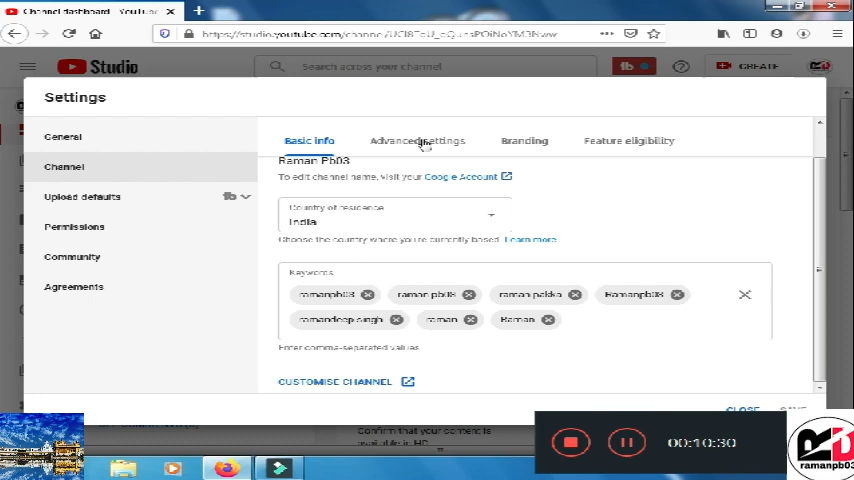 Channel dashboard - YouTube
https://studio.youtube.com/channel/
Studio
Search across your channel
CREATE
Settings
General
Channel
Upload defaults
Permissions
Community
Agreements
Basic info
Advanced settings
Branding
Feature eligibility
Raman Pb03
To edit channel name, visit your Google Account
Country of residence
India
Choose the country where you're currently based. Learn more
Keywords
ramanpb03
raman pb03
raman pakka
Ramanpb03
ramandeep singh
raman
Raman
Enter comma-separated values
CUSTOMISE CHANNEL
CLOSE
SAVE
Confirm that your content is
available in HD
00:10:30
ramanpb03